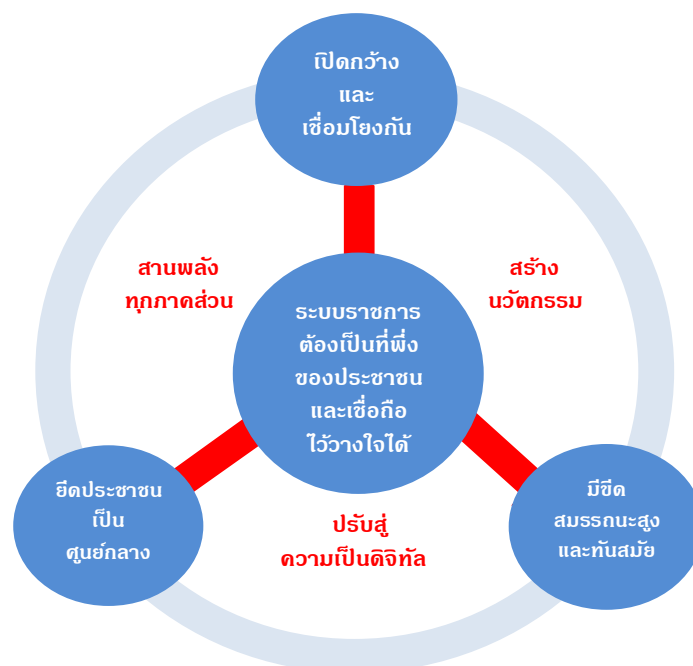 เปิดกว้าง
และ
เชื่อมโยงกัน
สานพลัง
ทุกภาคส่วน
สร้าง
นวัตกรรม
ระบบราชการ
ต้องเป็นที่พึ่ง
ของประชาชน
และเชื่อถือ
ไว้วางใจได้
ยึดประชาชน
เป็น
ศูนย์กลาง
ปรับสู่
ความเป็นดิจิทัล
มีขีด
สมรรถนะสูง
และทันสมัย